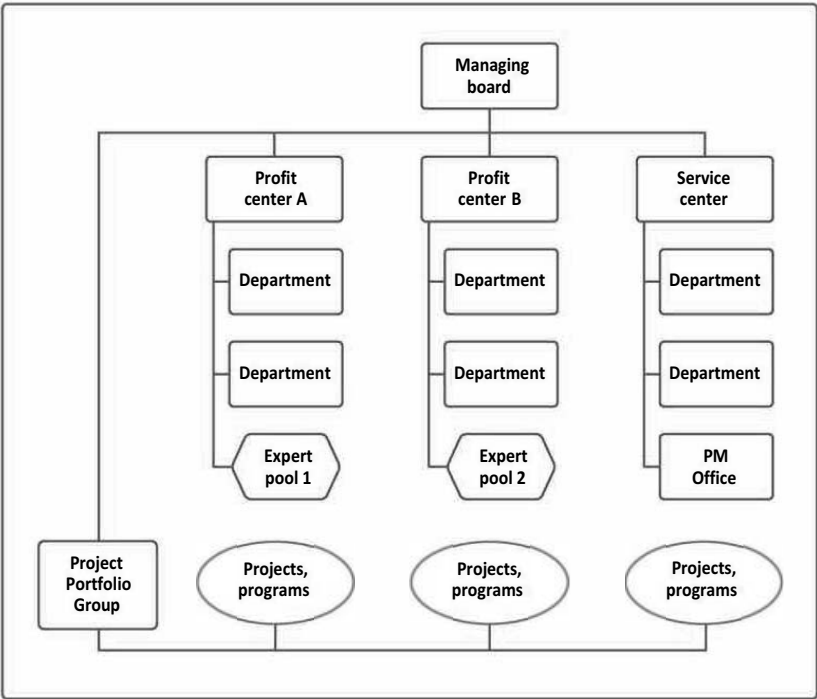 Managing
board
Profit
center A
Profit
center B
Service
center
Department
Department
Department
Department
Department
Department
Expert
pool 1
Expert
pool 2
PM
Office
Project
Portfolio
Group
Projects,
programs
Projects,
programs
Projects,
programs